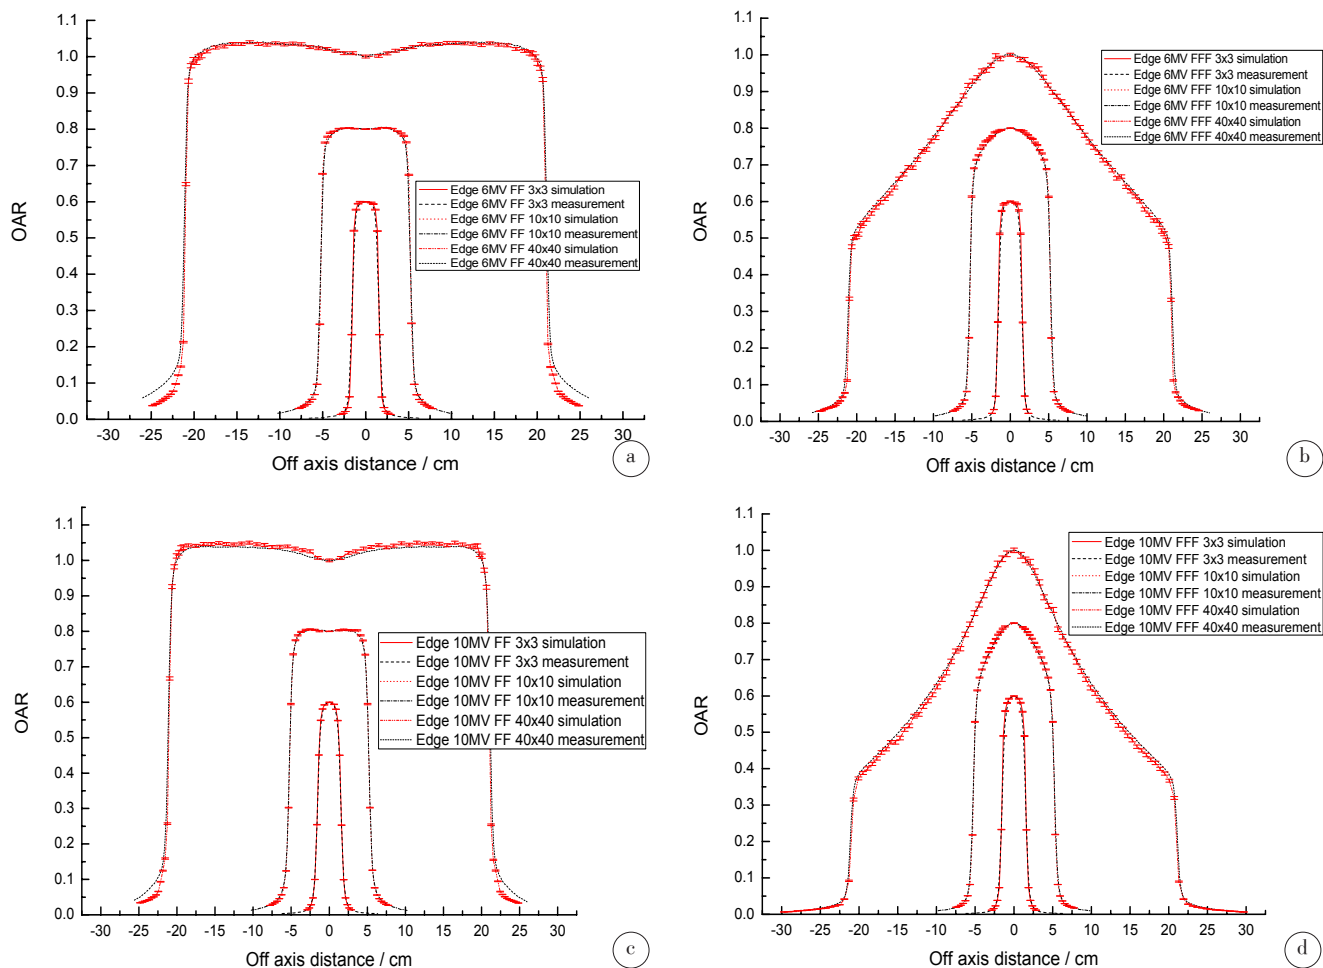 1.1
1.0
0.9
0.8
0.7
0.6
0.5
0.4
0.3
0.2
0.1
0.0
OAR
Edge 6MV FF 3x3 simulation
Edge 6MV FF 3x3 measurement
Edge 6MV FF 10x10 simulation
Edge 6MV FF 10x10 measurement
Edge 6MV FF 40x40 simulation
Edge 6MV FF 40x40 measurement
-30 -25 -20 -15 -10 -5 0 5 10 15 20 25 30
Off axis distance / cm
a
1.1
1.0
0.9
0.8
0.7
0.6
0.5
0.4
0.3
0.2
0.1
0.0
OAR
Edge 6MV FFF 3x3 simulation
Edge 6MV FFF 3x3 measurement
Edge 6MV FFF 10x10 simulation
Edge 6MV FFF 10x10 measurement
Edge 6MV FFF 40x40 simulation
Edge 6MV FFF 40x40 measurement
-30 -25 -20 -15 -10 -5 0 5 10 15 20 25 30
Off axis distance / cm
b
1.1
1.0
0.9
0.8
0.7
0.6
0.5
0.4
0.3
0.2
0.1
0.0
OAR
Edge 10MV FF 3x3 simulation
Edge 10MV FF 3x3 measurement
Edge 10MV FF 10x10 simulation
Edge 10MV FF 10x10 measurement
Edge 10MV FF 40x40 simulation
Edge 10MV FF 40x40 measurement
-30 -25 -20 -15 -10 -5 0 5 10 15 20 25 30
Off axis distance / cm
c
1.1
1.0
0.9
0.8
0.7
0.6
0.5
0.4
0.3
0.2
0.1
0.0
OAR
Edge 10MV FFF 3x3 simulation
Edge 10MV FFF 3x3 measurement
Edge 10MV FFF 10x10 simulation
Edge 10MV FFF 10x10 measurement
Edge 10MV FFF 40x40 simulation
Edge 10MV FFF 40x40 measurement
-30 -25 -20 -15 -10 -5 0 5 10 15 20 25 30
Off axis distance / cm
d